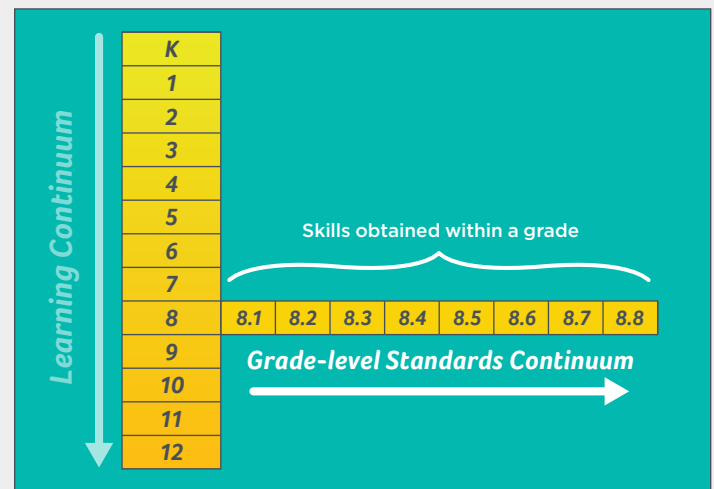 Learning Continuum
K
1
2
3
4
5
6
7
8
9
10
11
12
Skills obtained within a grade
8.1 8.2 8.3 8.4 8.5 8.6 8.7 8.8
Grade-level Standards Continuum